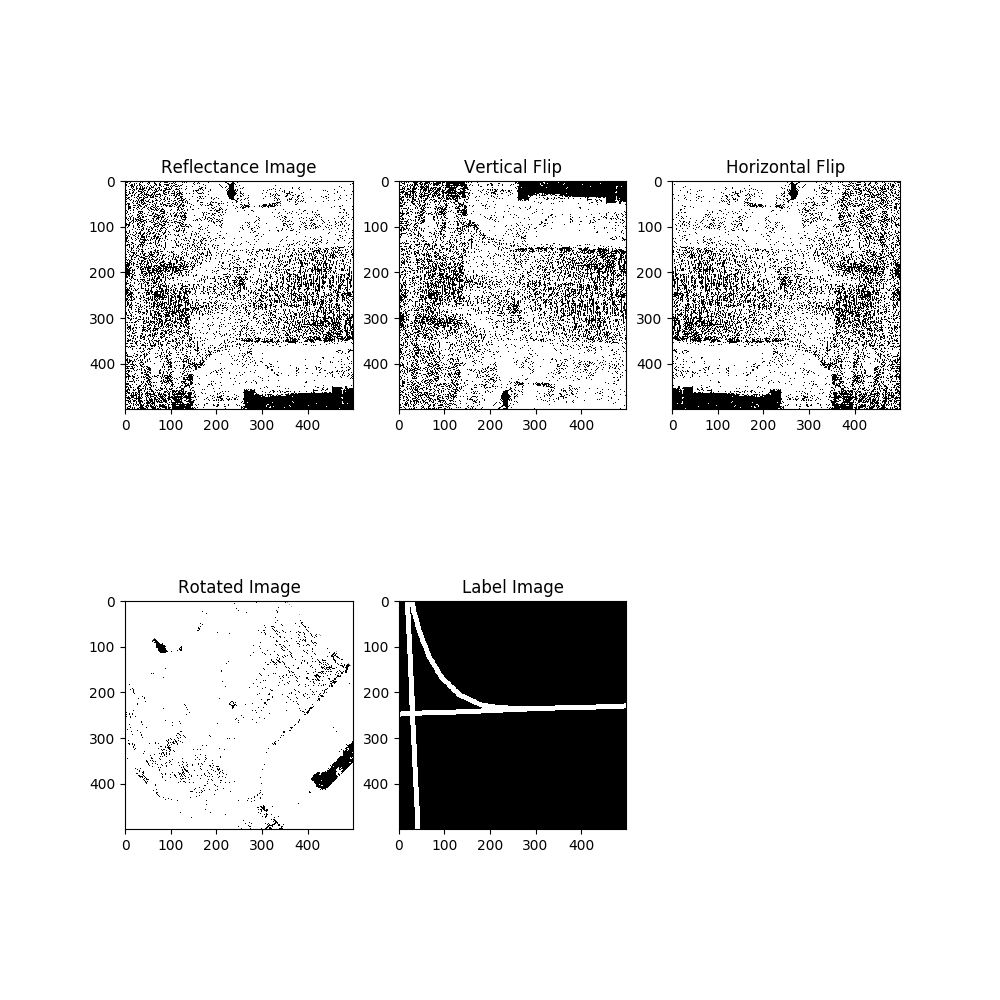 Reflectance Image Vertical Flip Horizontal Flip
0 0 0
100 100 100
200 200 200
300 300 300
400 400 400
0 100 200 300 400 0 100 200 300 400 0 100 200 300 400
Rotated Image Label Image
0 0
100 100
200 200
300 300
400 400
0 100 200 300 400 0 100 200 300 400